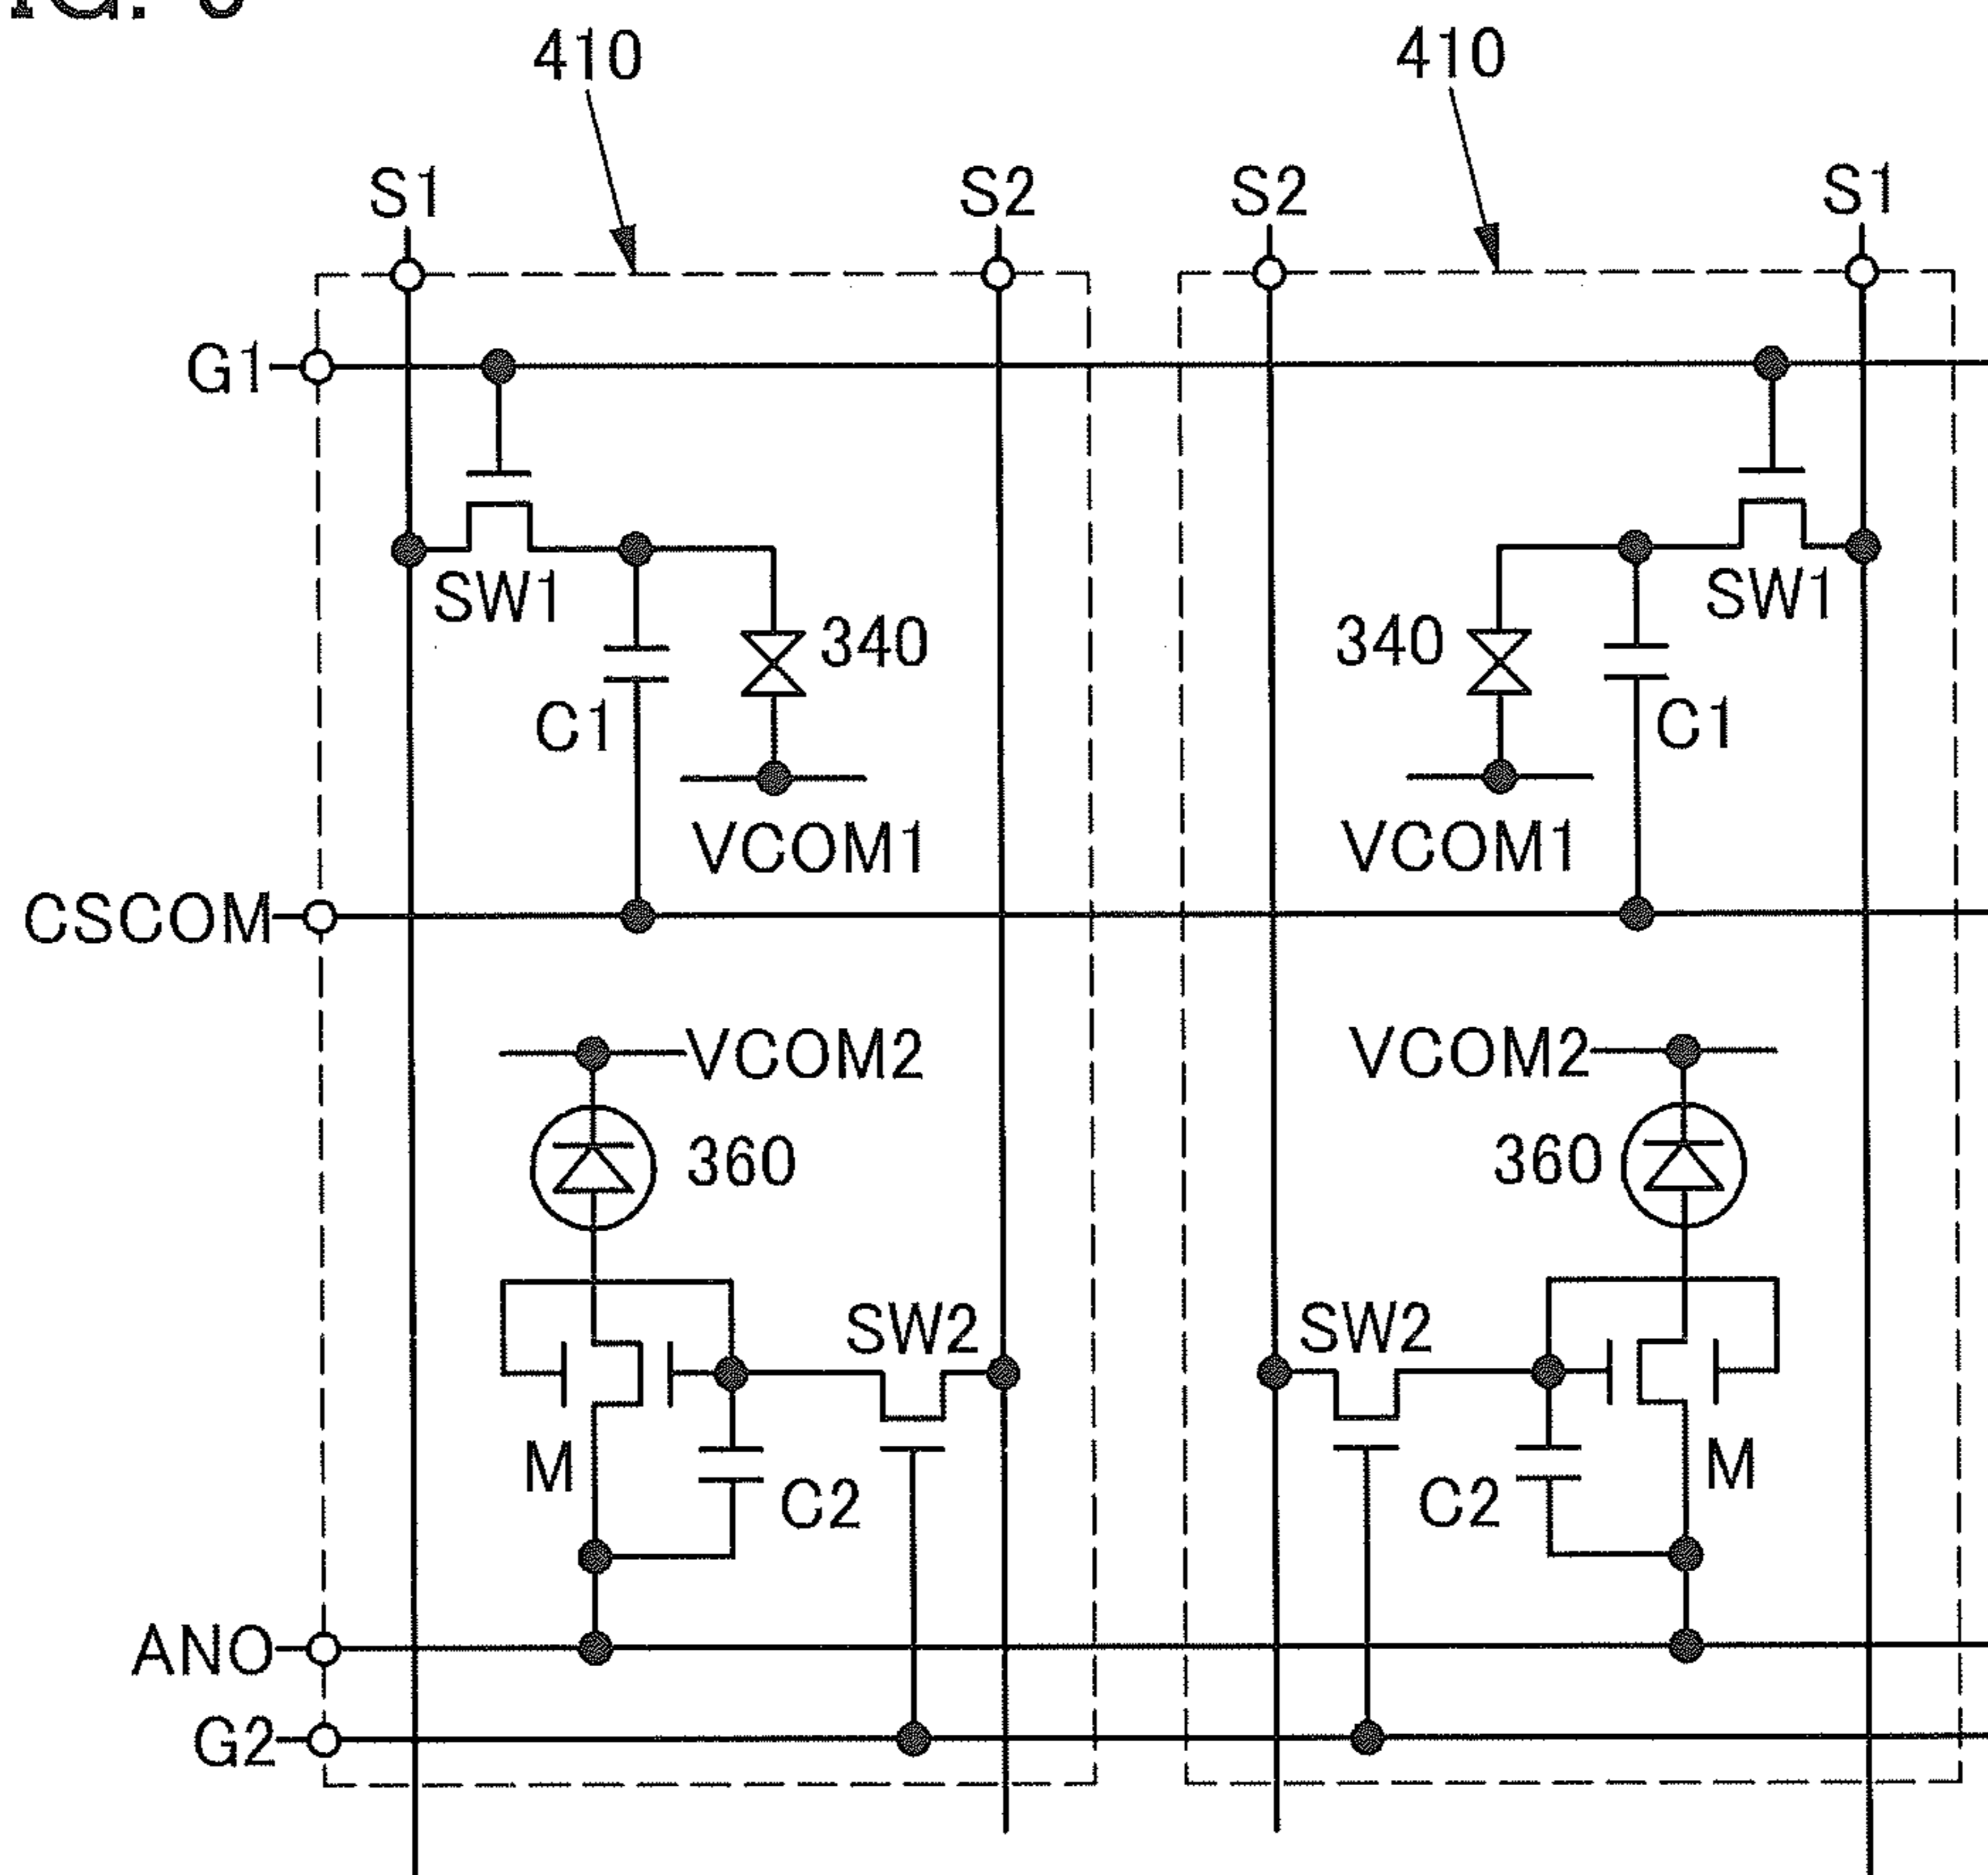 410 410
S1 S2 S2 S1
G1
SW1 SW1
340 340
C1 C1
VCOM1 VCOM1
CSCOM
VCOM2 VCOM2
360 360
SW2 SW2
M M
C2 C2
ANO
G2